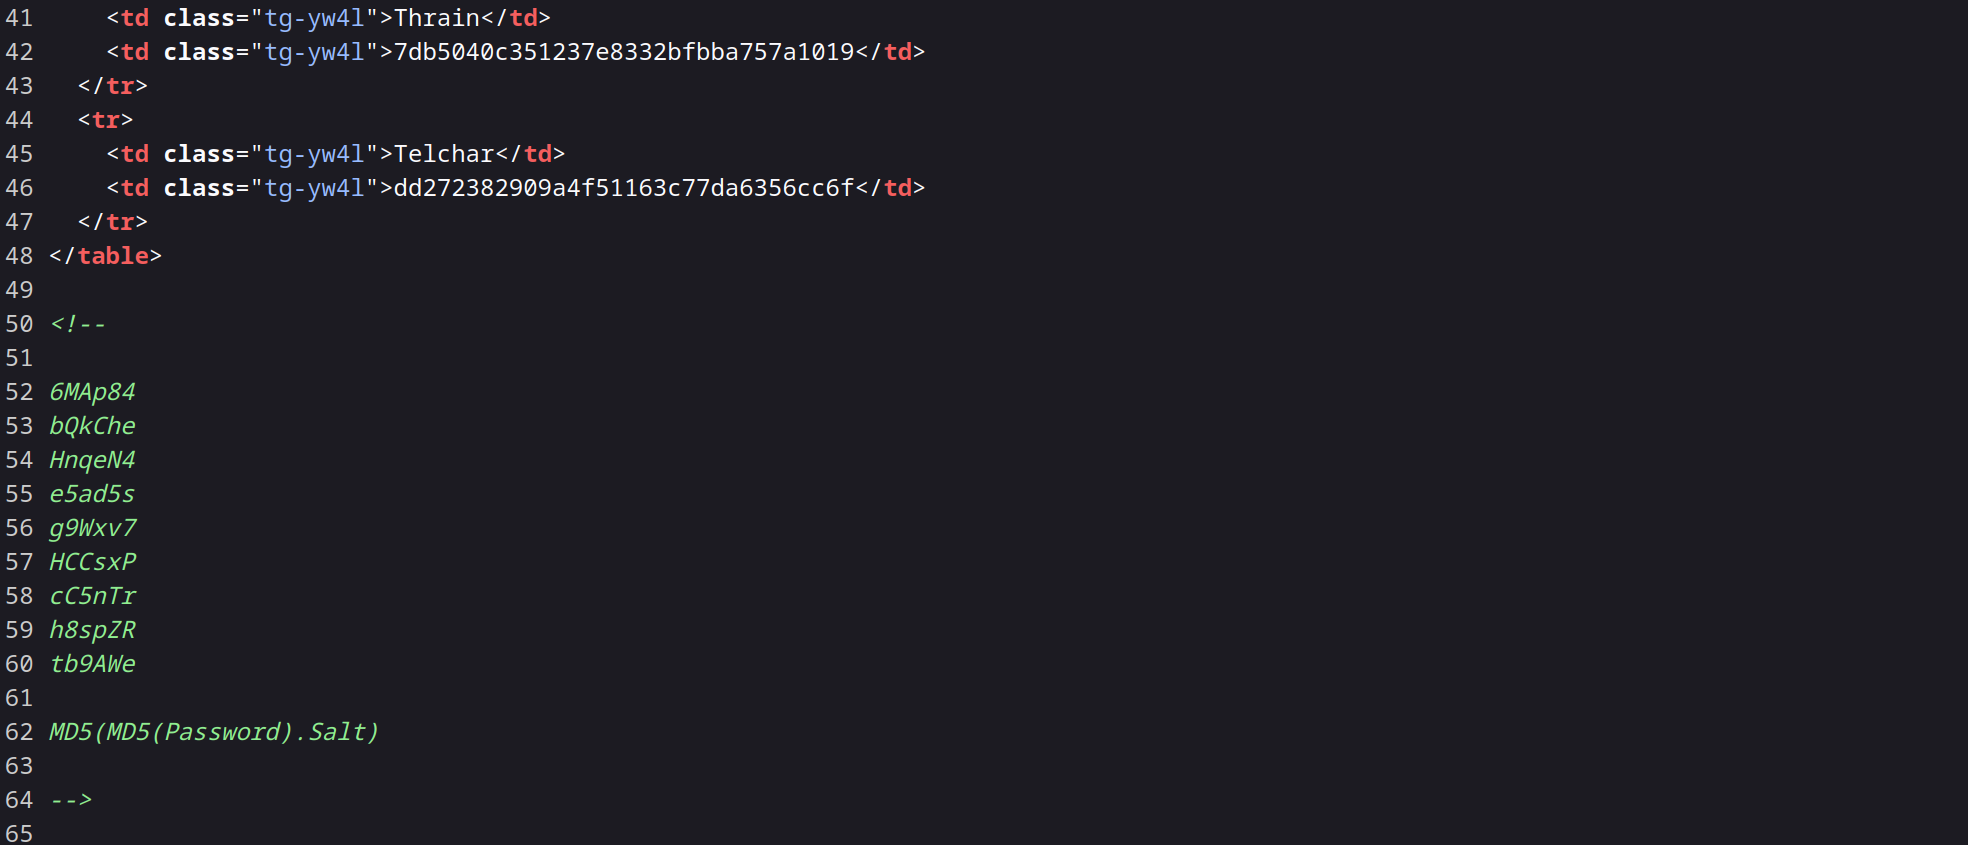 41     <td class="tg-yw4l">Thrain</td>
42     <td class="tg-yw4l">7db5040c351237e8332bfbba757a1019</td>
43   </tr>
44   <tr>
45     <td class="tg-yw4l">Telchar</td>
46     <td class="tg-yw4l">dd272382909a4f51163c77da6356cc6f</td>
47   </tr>
48 </table>
49
50 <!--
51
52 6MAp84
53 bQkChe
54 HnqeN4
55 e5ad5s
56 g9Wxv7
57 HCCsxP
58 cC5nTr
59 h8spZR
60 tb9AWe
61
62 MD5(MD5(Password).Salt)
63
64 -->
65